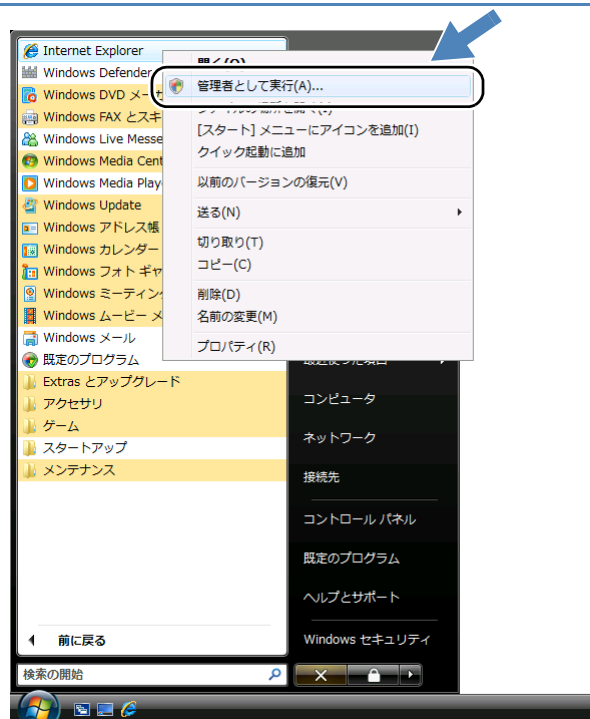 Internet Explorer
Windows Defender
Windows DVD メーカ
Windows FAX とスキ
Windows Live Messe
Windows Media Cent
Windows Media Play
Windows Update
Windows アドレス帳
Windows カレンダー
Windows フォト ギャ
Windows ミーティン
Windows ムービー メ
Windows メール
既定のプログラム
Extras とアップグレード
アクセサリ
ゲーム
スタートアップ
メンテナンス
前に戻る
検索の開始
管理者として実行(A)...
[スタート] メニューにアイコンを追加(I)
クイック起動に追加
以前のバージョンの復元(V)
送る(N)
切り取り(T)
コピー(C)
削除(D)
名前の変更(M)
プロパティ(R)
コンピュータ
ネットワーク
接続先
コントロール パネル
既定のプログラム
ヘルプとサポート
Windows セキュリティ